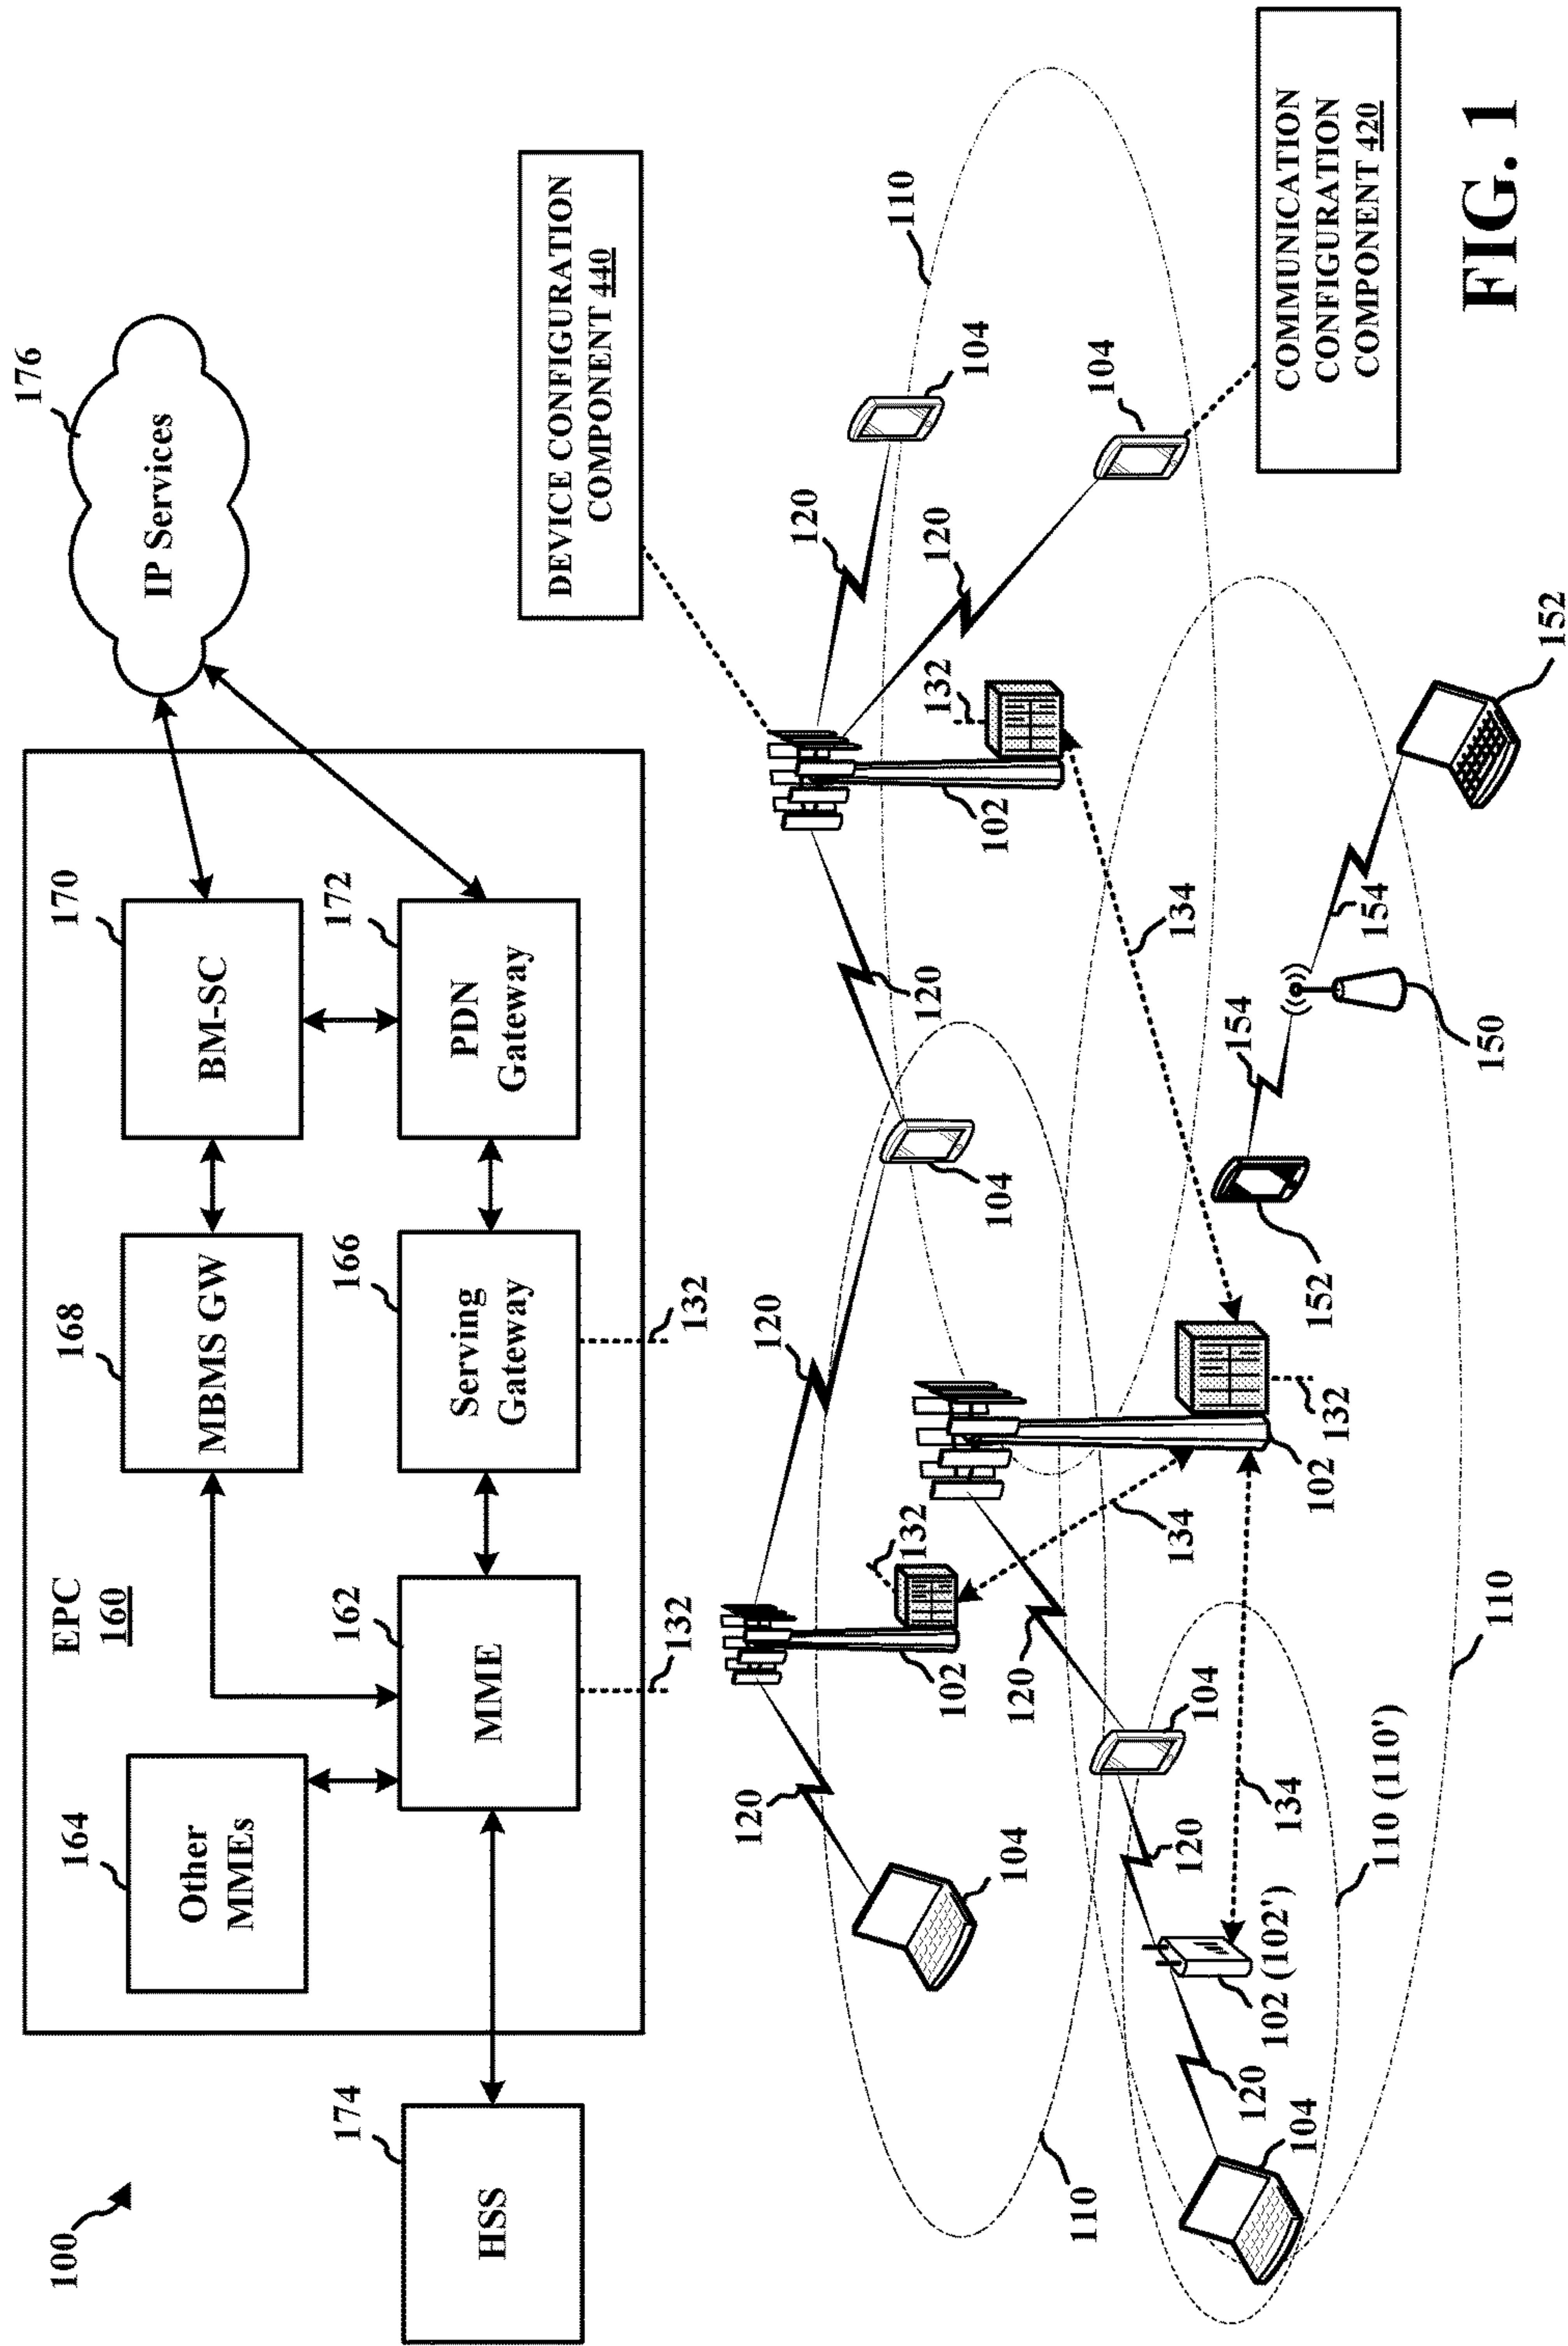 100
EPC
160
176
IP Services
174
HSS
164
Other
MMEs
162
MME
168
MBMS GW
166
Serving
Gateway
170
BM-SC
172
PDN
Gateway
132
132
DEVICE CONFIGURATION
COMPONENT 440
120
120
104
110
104
132
102
120
134
120
104
120
104
132
102
134
120
132
102
110
104
120
102 (102')
120
104
134
110 (110')
110
152
154
150
154
152
COMMUNICATION
CONFIGURATION
COMPONENT 420
FIG. 1